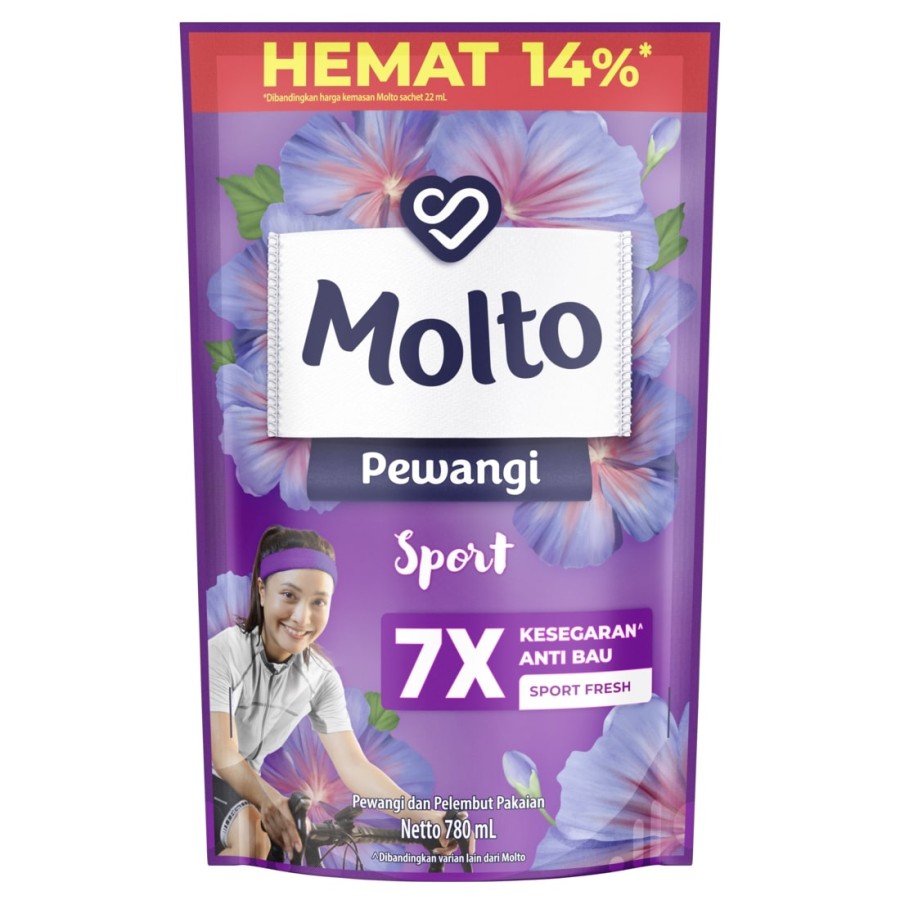 HEMAT 14%*
*Dibandingkan harga kemasan Molto sachet 22 mL
Molto
Pewangi
Sport
7X
KESEGARAN^
ANTI BAU
SPORT FRESH
Pewangi dan Pelembut Pakaian
Netto 780 mL
^Dibandingkan varian lain dari Molto